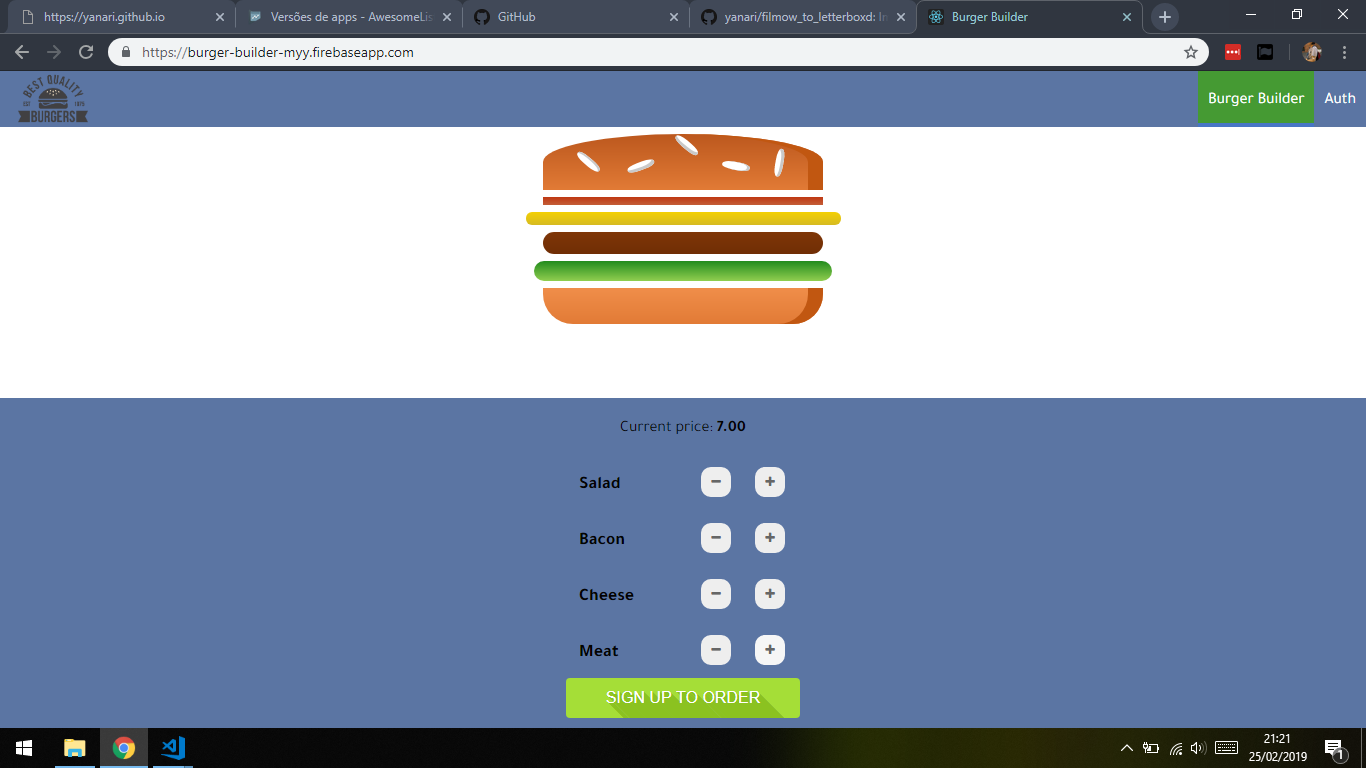 https://yanari.github.io
Versões de apps - AwesomeLis
GitHub
yanari/filmow_to_letterboxd: In
Burger Builder
https://burger-builder-myy.firebaseapp.com
BEST QUALITY
EST
BURGERS
Burger Builder
Auth
Current price: 7.00
Salad
Bacon
Cheese
Meat
SIGN UP TO ORDER
21:21
25/02/2019
1